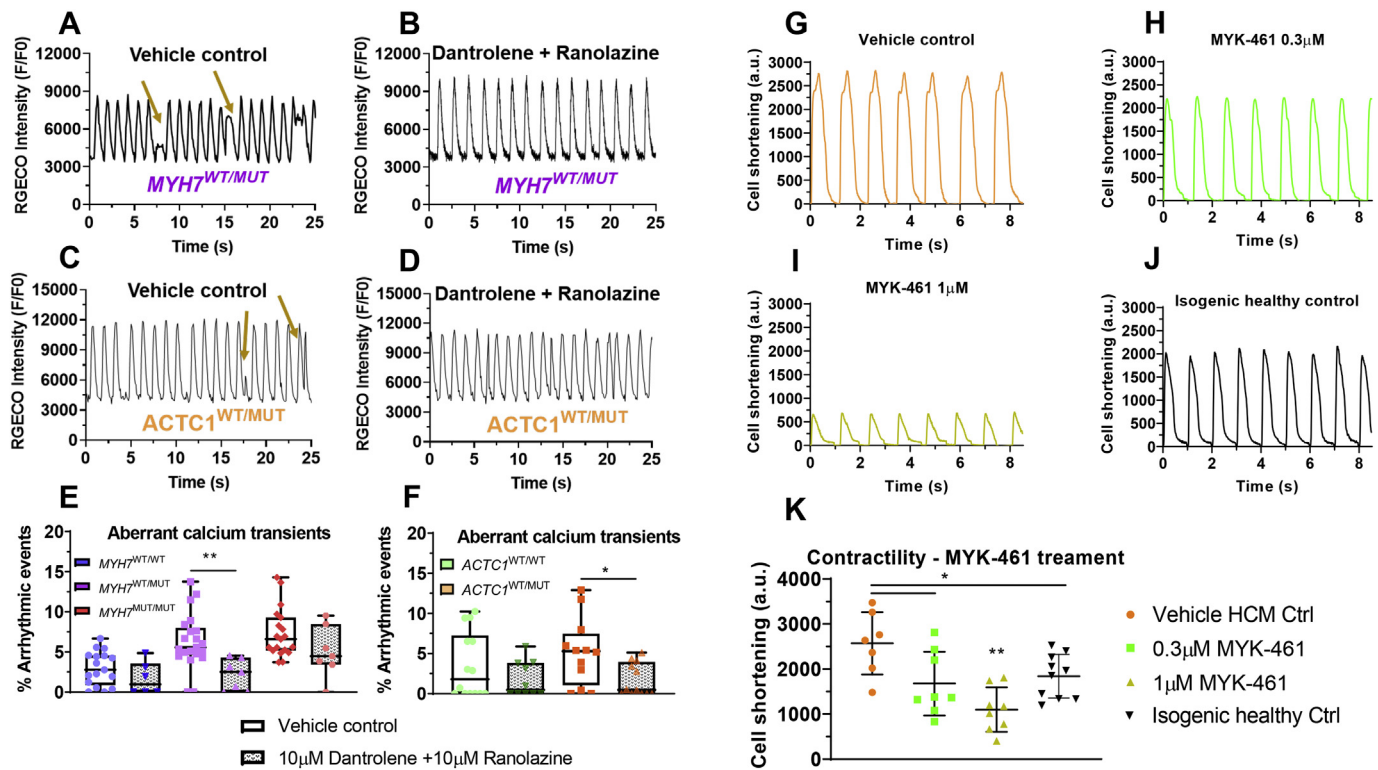 A
Vehicle control
RGECO Intensity (F/F0)
12000
9000
6000
3000
0
0 5 10 15 20 25
Time (s)
MYH7WT/MUT
B
Dantrolene + Ranolazine
RGECO Intensity (F/F0)
12000
9000
6000
3000
0
0 5 10 15 20 25
Time (s)
MYH7WT/MUT
C
Vehicle control
RGECO Intensity (F/F0)
15000
12000
9000
6000
3000
0
0 5 10 15 20 25
Time (s)
ACTC1WT/MUT
D
Dantrolene + Ranolazine
RGECO Intensity (F/F0)
15000
12000
9000
6000
3000
0
0 5 10 15 20 25
Time (s)
ACTC1WT/MUT
E
Aberrant calcium transients
% Arrhythmic events
20
15
10
5
0
MYH7WT/WT
MYH7WT/MUT
MYH7MUT/MUT
**
F
Aberrant calcium transients
% Arrhythmic events
20
15
10
5
0
ACTC1WT/WT
ACTC1WT/MUT
*
Vehicle control
10µM Dantrolene +10µM Ranolazine
G
Vehicle control
Cell shortening (a.u.)
3000
2500
2000
1500
1000
500
0
0 2 4 6 8
Time (s)
H
MYK-461 0.3µM
Cell shortening (a.u.)
3000
2500
2000
1500
1000
500
0
0 2 4 6 8
Time (s)
I
MYK-461 1µM
Cell shortening (a.u.)
3000
2500
2000
1500
1000
500
0
0 2 4 6 8
Time (s)
J
Isogenic healthy control
Cell shortening (a.u.)
3000
2500
2000
1500
1000
500
0
0 2 4 6 8
Time (s)
K
Contractility - MYK-461 treament
Cell shortening (a.u.)
4000
3000
2000
1000
0
*
**
Vehicle HCM Ctrl
0.3µM MYK-461
1µM MYK-461
Isogenic healthy Ctrl